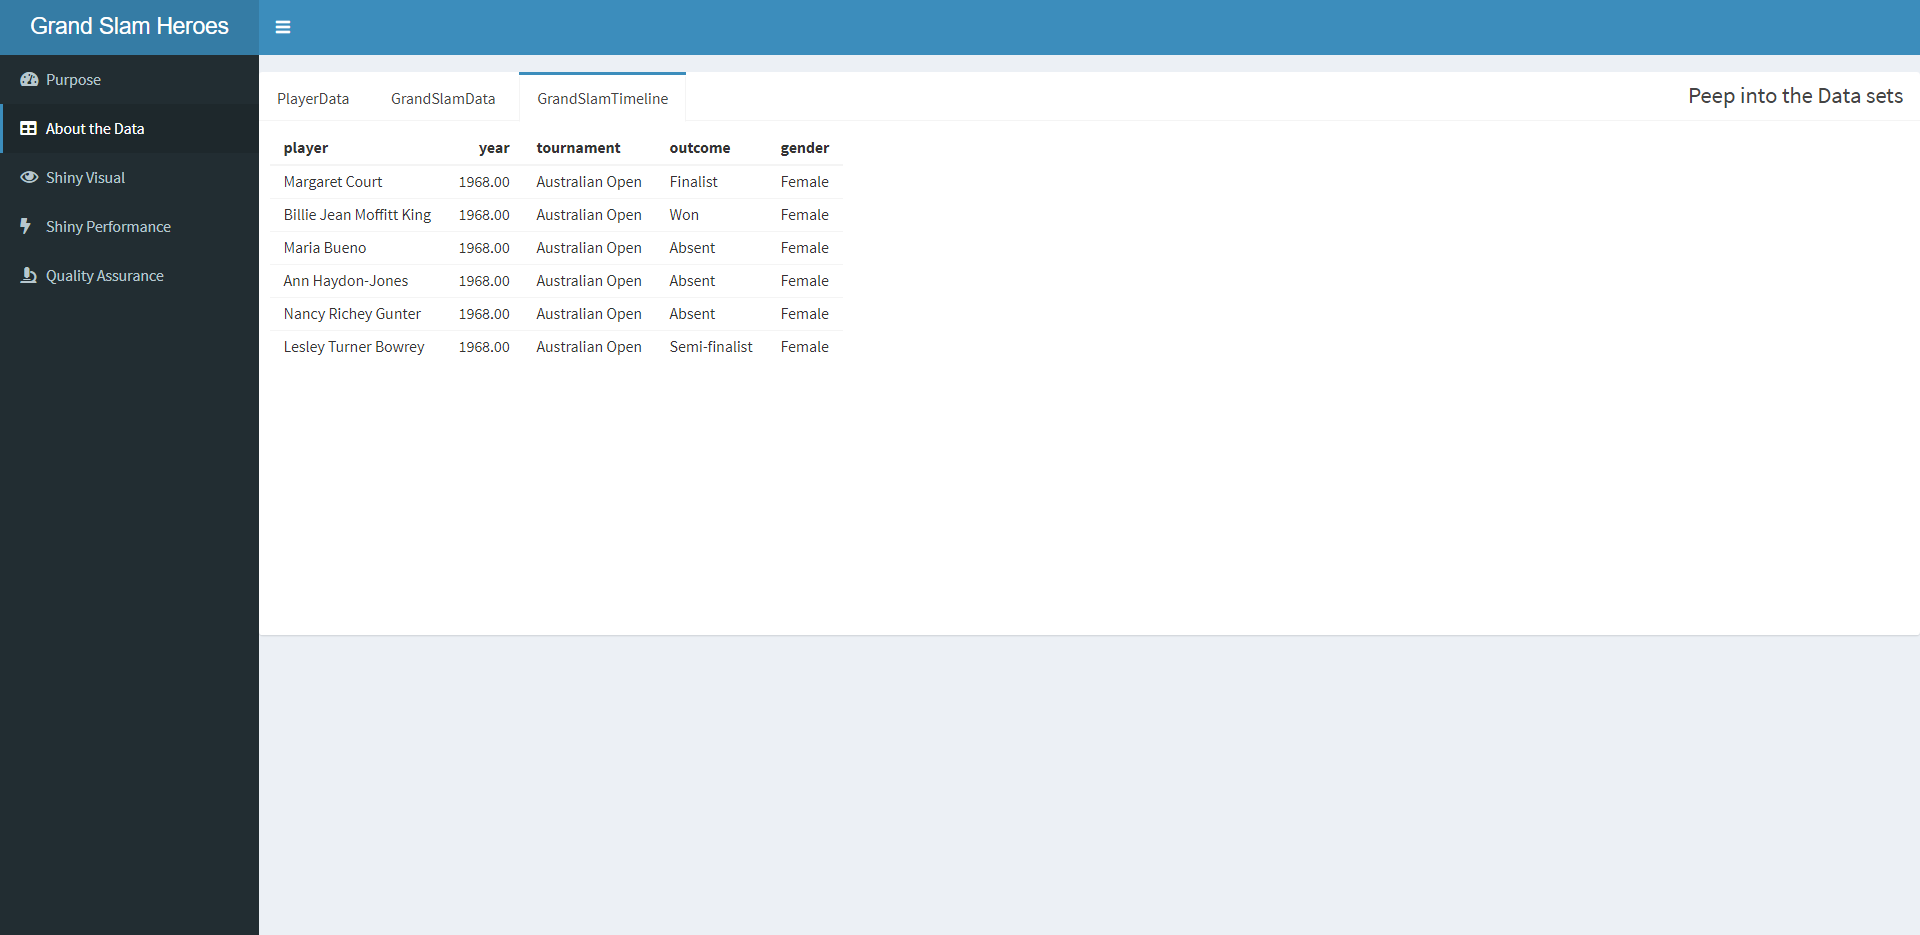 Grand Slam Heroes
Purpose
About the Data
Shiny Visual
Shiny Performance
Quality Assurance
PlayerData GrandSlamData GrandSlamTimeline Peep into the Data sets
player year tournament outcome gender
Margaret Court 1968.00 Australian Open Finalist Female
Billie Jean Moffitt King 1968.00 Australian Open Won Female
Maria Bueno 1968.00 Australian Open Absent Female
Ann Haydon-Jones 1968.00 Australian Open Absent Female
Nancy Richey Gunter 1968.00 Australian Open Absent Female
Lesley Turner Bowrey 1968.00 Australian Open Semi-finalist Female